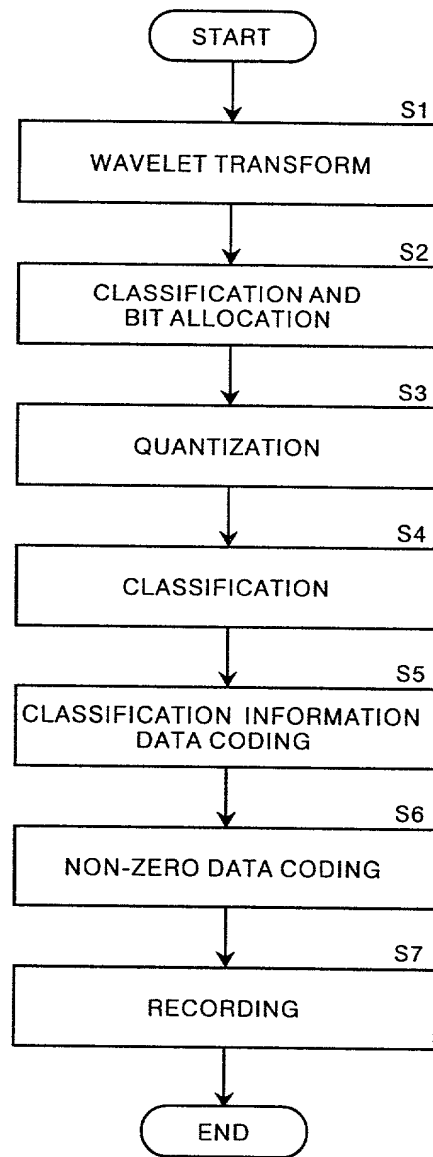 START
S1
WAVELET TRANSFORM
S2
CLASSIFICATION AND
BIT ALLOCATION
S3
QUANTIZATION
S4
CLASSIFICATION
S5
CLASSIFICATION INFORMATION
DATA CODING
S6
NON-ZERO DATA CODING
S7
RECORDING
END